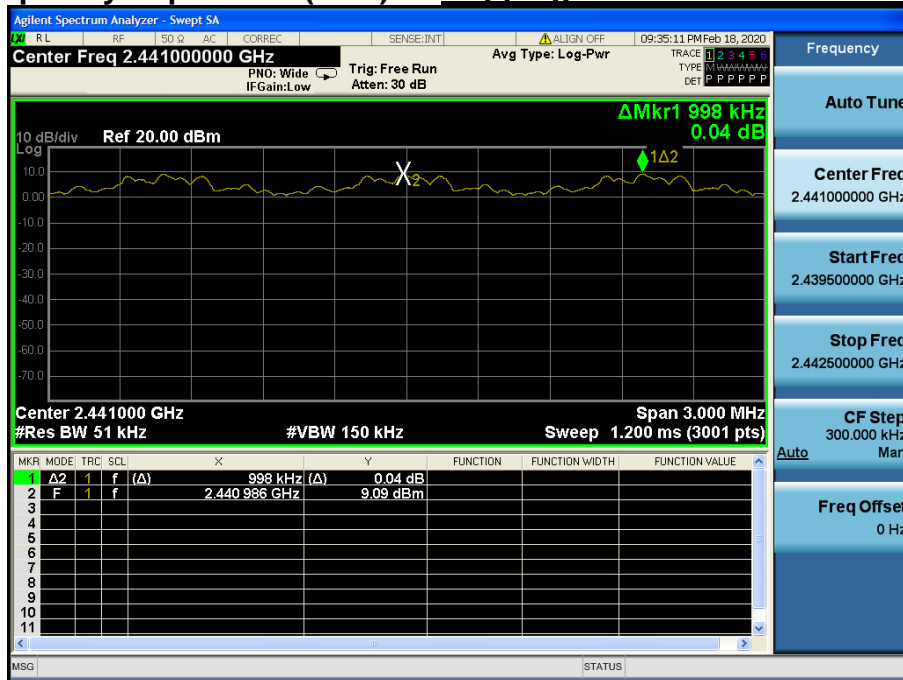 Agilent Spectrum Analyzer - Swept SA
LXI RL RF 50 Ω AC CORREC SENSE:INT ALIGN OFF 09:35:11 PM Feb 18, 2020
Center Freq 2.441000000 GHz
PNO: Wide
IFGain:Low
Trig: Free Run
Atten: 30 dB
Avg Type: Log-Pwr
TRACE 1 2 3 4 5 6
TYPE M WWWWW
DET P P P P P P
ΔMkr1 998 kHz
0.04 dB
10 dB/div Ref 20.00 dBm
Log
1Δ2
X2
10.0
0.00
-10.0
-20.0
-30.0
-40.0
-50.0
-60.0
-70.0
Center 2.441000 GHz Span 3.000 MHz
#Res BW 51 kHz #VBW 150 kHz Sweep 1.200 ms (3001 pts)
MKR MODE TRC SCL X Y FUNCTION FUNCTION WIDTH FUNCTION VALUE
1 Δ2 1 f (Δ) 998 kHz (Δ) 0.04 dB
2 F 1 f 2.440 986 GHz 9.09 dBm
3
4
5
6
7
8
9
10
11
MSG STATUS
Frequency
Auto Tune
Center Freq
2.441000000 GHz
Start Freq
2.439500000 GHz
Stop Freq
2.442500000 GHz
CF Step
300.000 kHz
Auto Man
Freq Offset
0 Hz